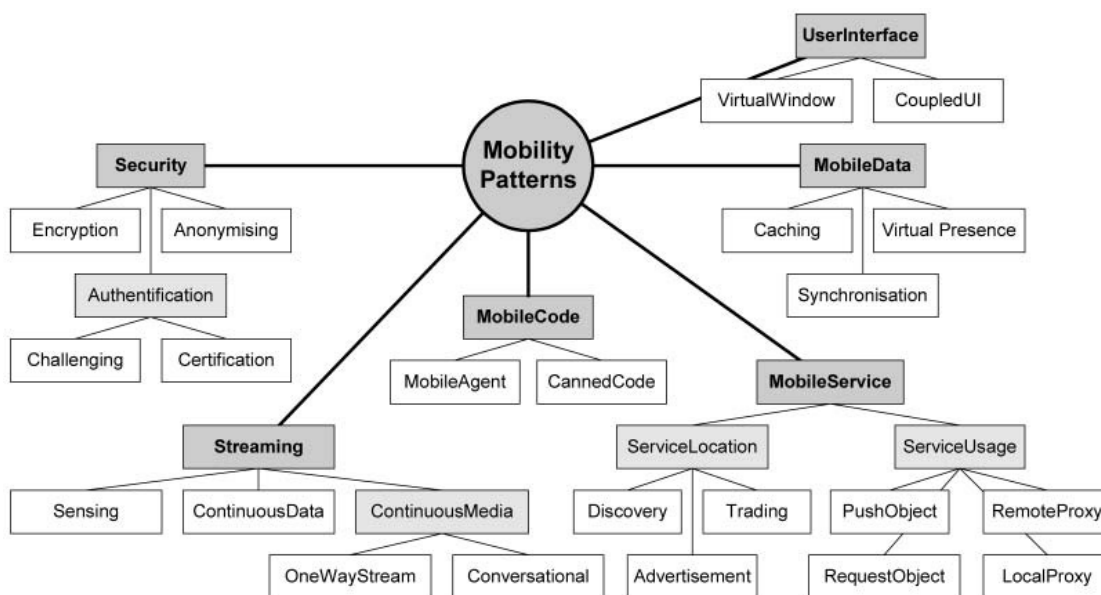 UserInterface
VirtualWindow
CoupledUI
Mobility
Patterns
Security
MobileData
Encryption
Anonymising
Caching
Virtual Presence
Authentification
Synchronisation
MobileCode
Challenging
Certification
MobileAgent
CannedCode
MobileService
Streaming
ServiceLocation
ServiceUsage
Sensing
ContinuousData
ContinuousMedia
Discovery
Trading
PushObject
RemoteProxy
OneWayStream
Conversational
Advertisement
RequestObject
LocalProxy